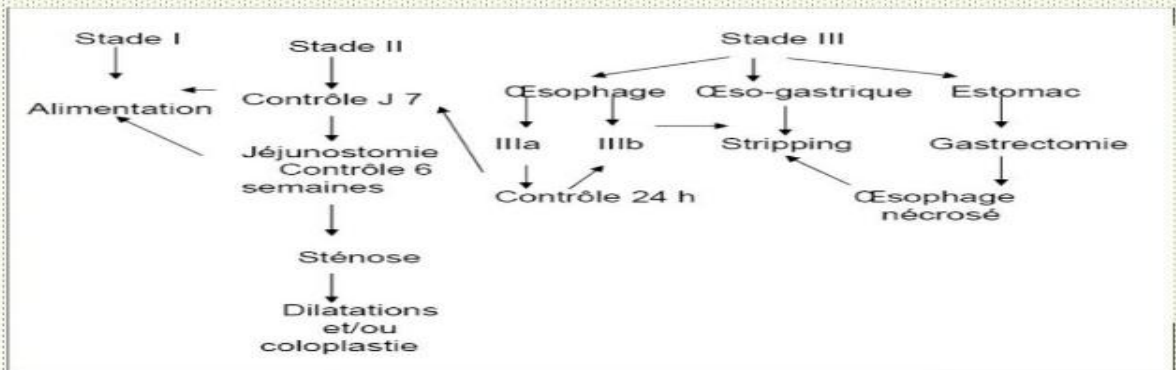 Stade I
Stade II
Stade III
Alimentation
Contrôle J 7
Œsophage
Œso-gastrique
Estomac
Jéjunostomie
Contrôle 6
semaines
IIIa
IIIb
Stripping
Gastrectomie
Contrôle 24 h
Œsophage
nécrosé
Sténose
Dilatations
et/ou
coloplastie